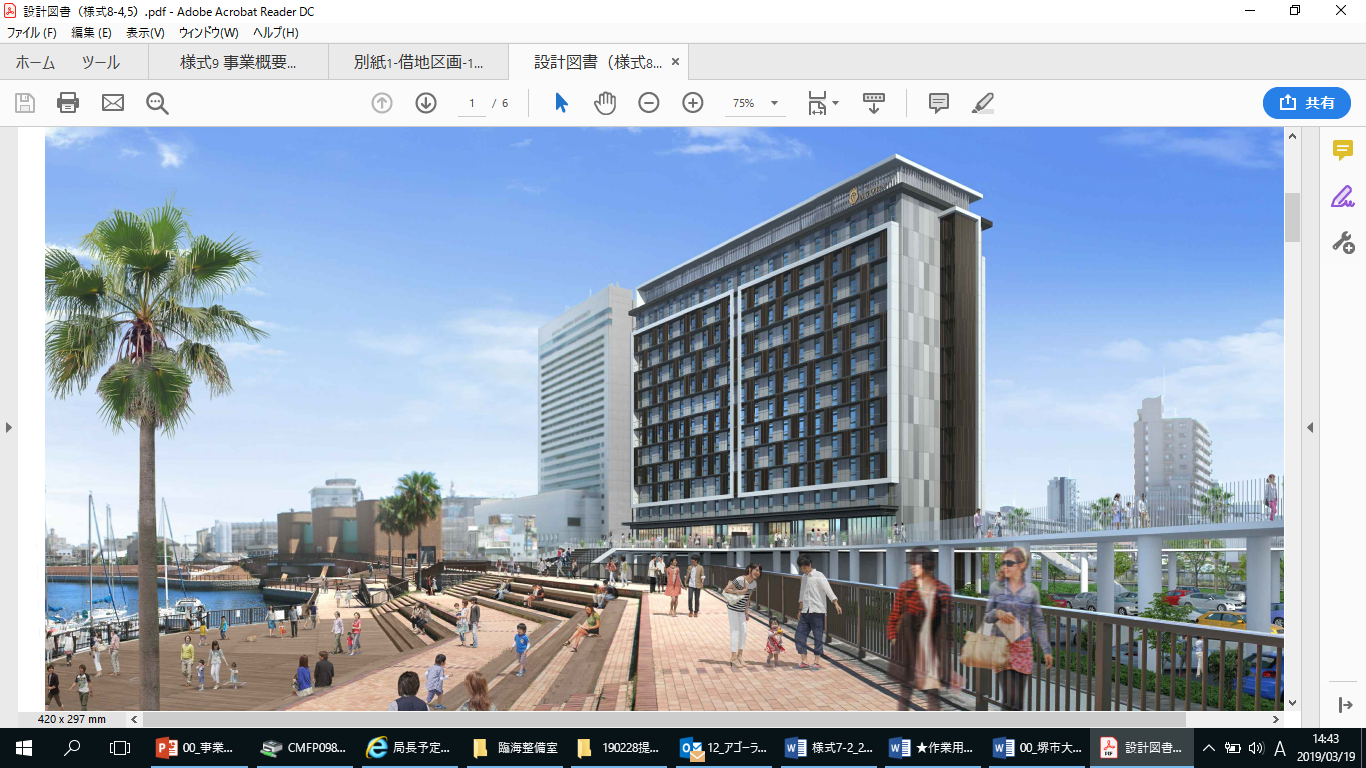 設計図書（様式8-4,5）.pdf - Adobe Acrobat Reader DC
ファイル(F) 編集(E) 表示(V) ウィンドウ(W) ヘルプ(H)
ホーム ツール 様式9 事業概要... 別紙1-借地区画-1... 設計図書（様式8... ×
1 / 6 75% 共有
420 x 297 mm
00_事業... CMFP098... 局長予定... 臨海整備室 190228提... 12_アゴーラ... 様式7-2_2... ★作業用... 00_堺市大... 設計図書... A 14:43
2019/03/19